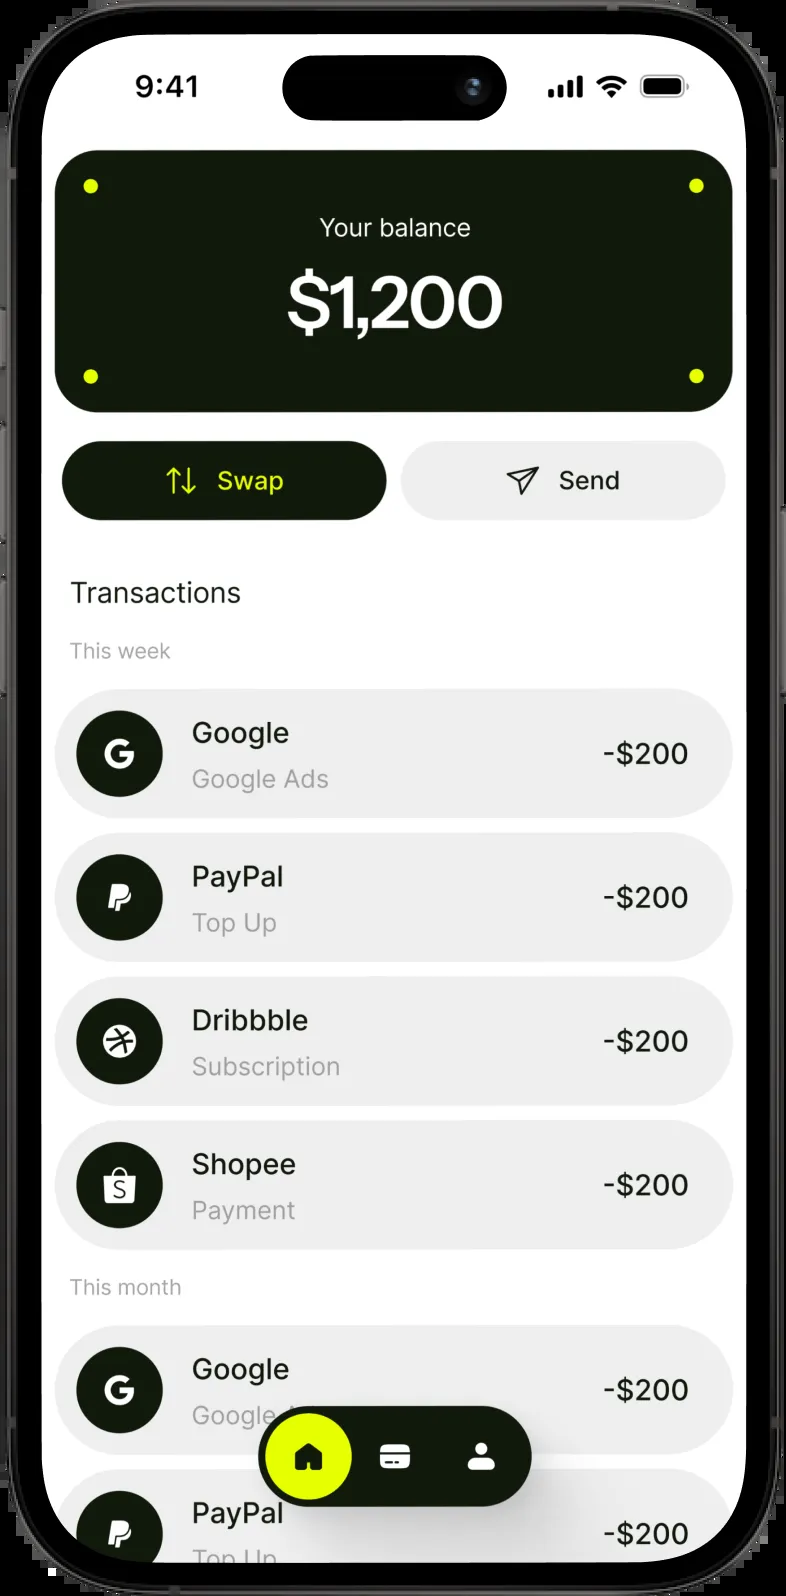 9:41
Your balance
$1,200
Swap
Send
Transactions
This week
Google
Google Ads
-$200
PayPal
Top Up
-$200
Dribbble
Subscription
-$200
Shopee
Payment
-$200
This month
Google
Google
-$200
PayPal
Top Up
-$200